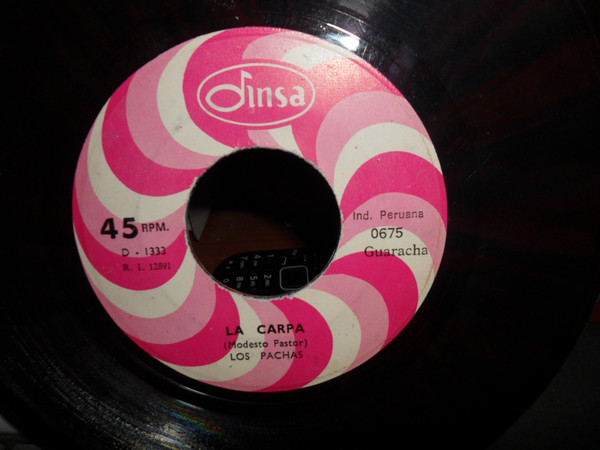 dinsa
45 RPM.
D - 1333
R. I. 12891
Ind. Peruana
0675
Guaracha
LA CARPA
(Modesto Pastor)
LOS PACHAS